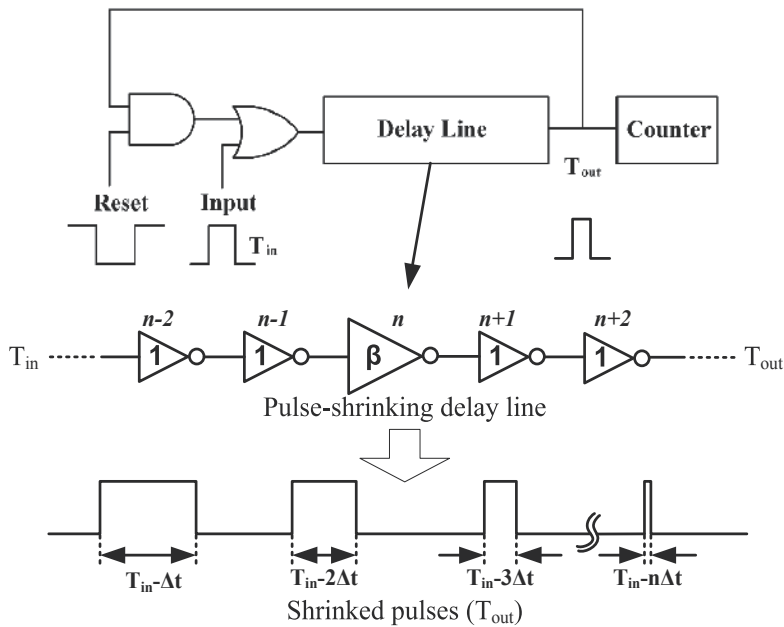 Delay Line
Counter
T_out
Reset
Input
T_in
n-2
n-1
n
n+1
n+2
T_in
1
1
β
1
1
T_out
Pulse-shrinking delay line
T_in-Δt
T_in-2Δt
T_in-3Δt
T_in-nΔt
Shrinked pulses (T_out)